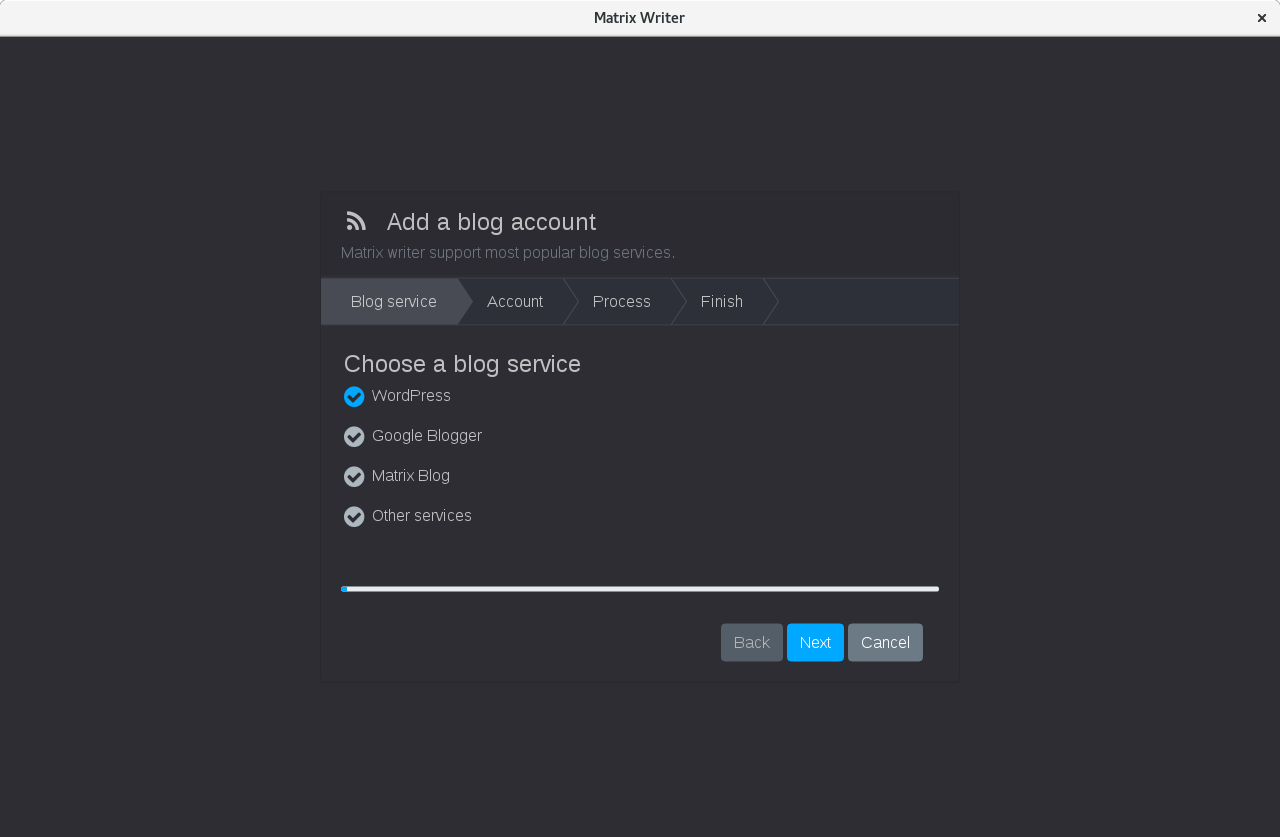 Matrix Writer
Add a blog account
Matrix writer support most popular blog services.
Blog service Account Process Finish
Choose a blog service
WordPress
Google Blogger
Matrix Blog
Other services
Back Next Cancel